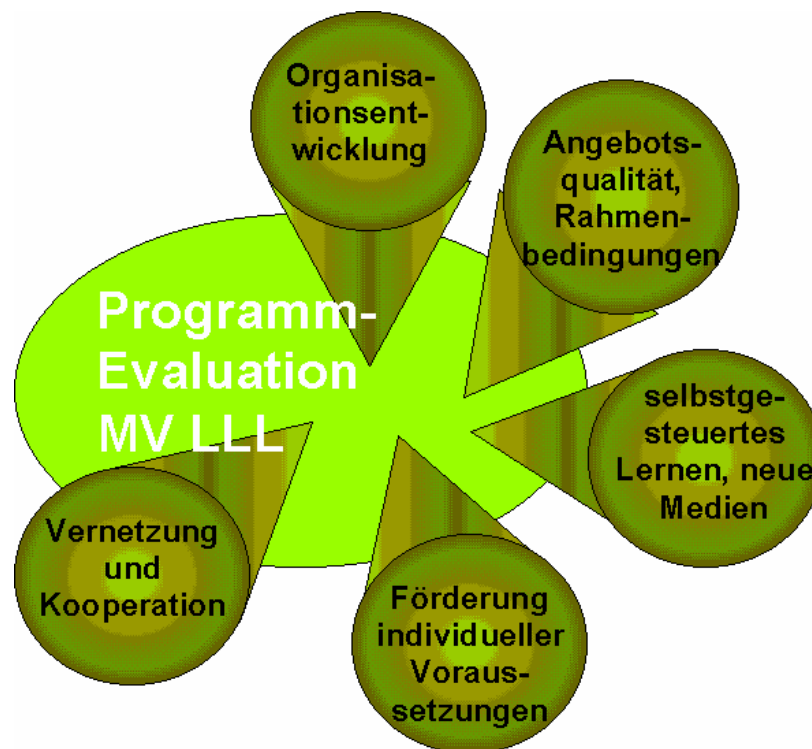 Organisa-
tionsent-
wicklung
Angebots-
qualität,
Rahmen-
bedingungen
Programm-
Evaluation
MV LLL
selbstge-
steuertes
Lernen, neue
Medien
Vernetzung
und
Kooperation
Förderung
individueller
Voraus-
setzungen